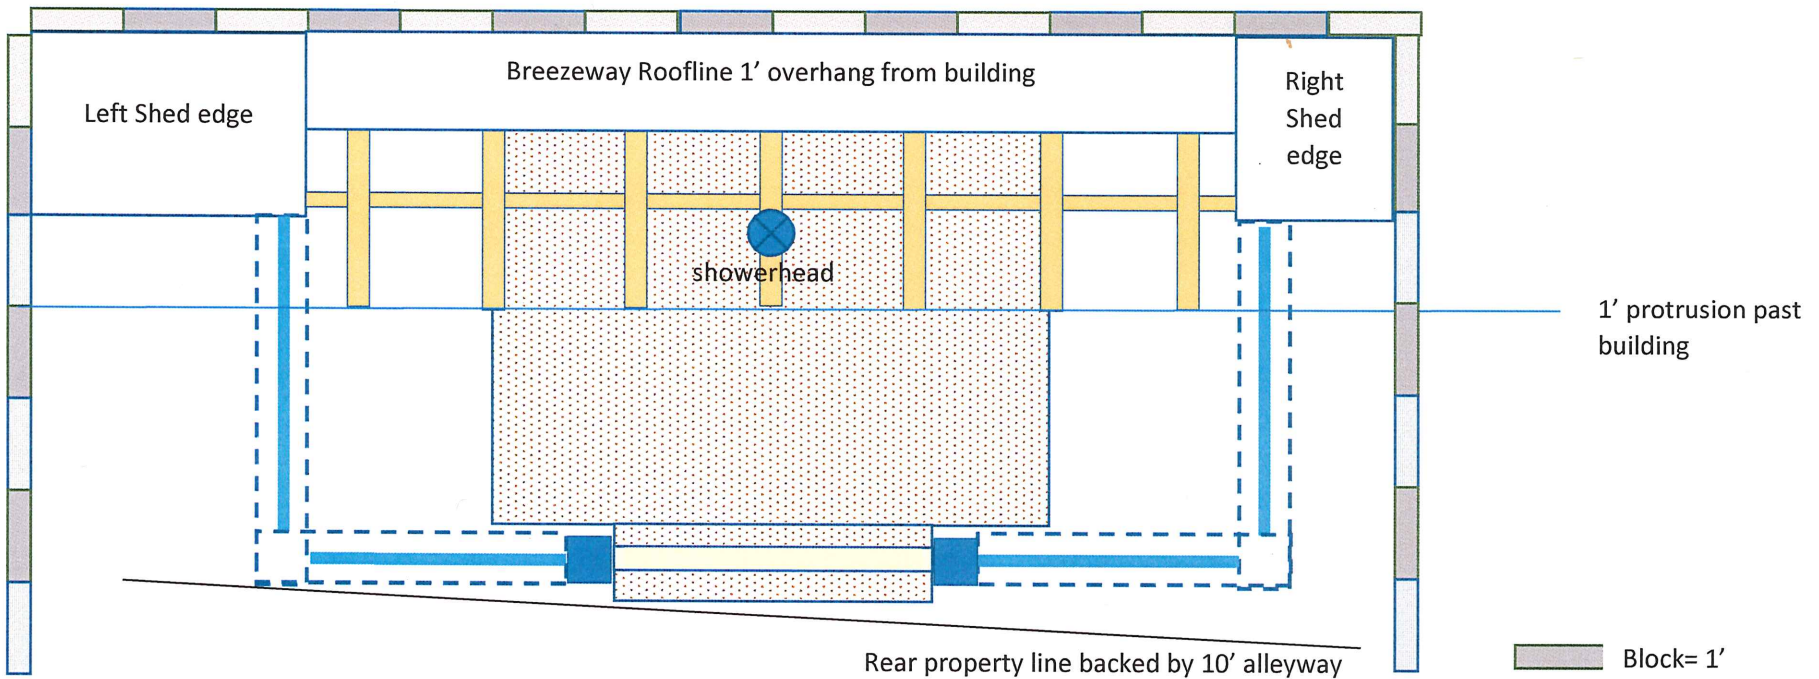 Breezeway Roofline 1’ overhang from building
Left Shed edge
Right
Shed
edge
showerhead
1’ protrusion past
building
Rear property line backed by 10’ alleyway
Block= 1’